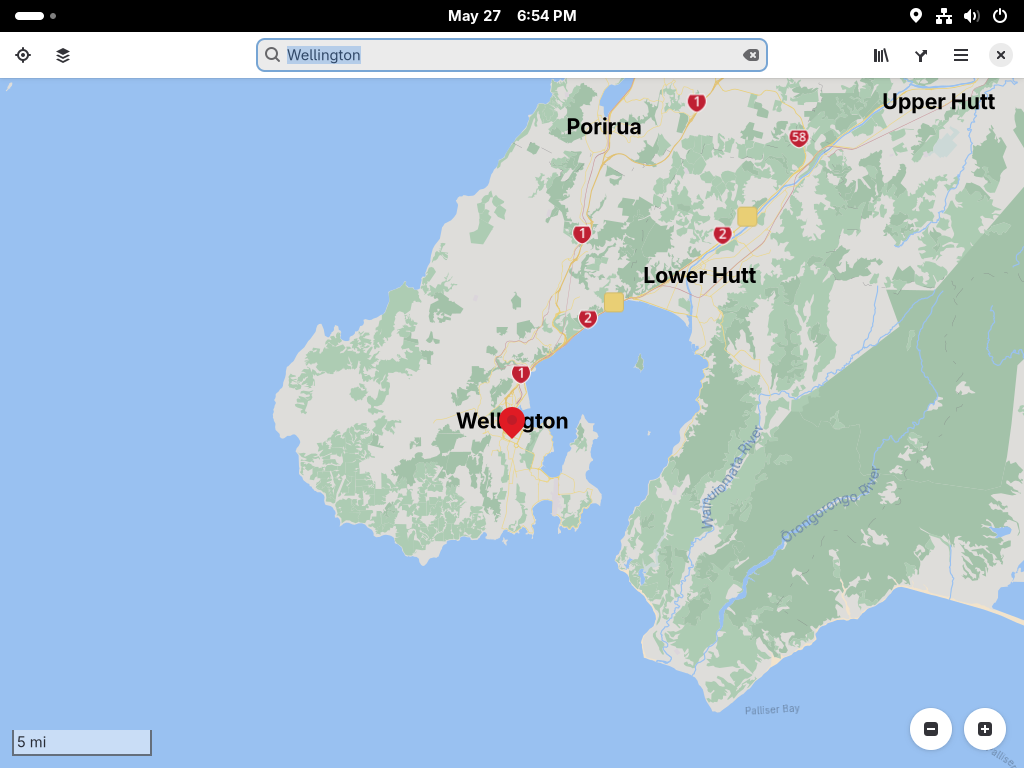 May 27 6:54 PM
Wellington
Upper Hutt
1
Porirua
58
1
2
Lower Hutt
2
1
Wellington
Wainuiomata River
Orongorongo River
Palliser Bay
5 mi
Palliser